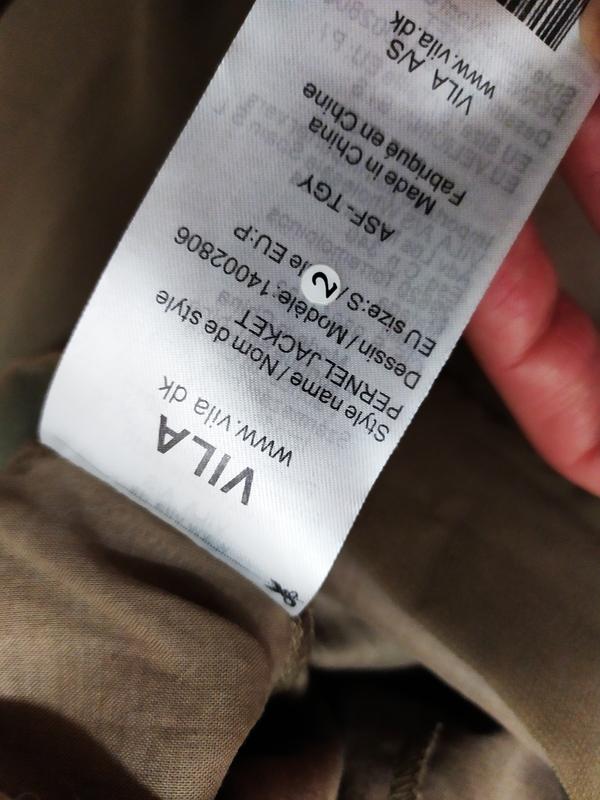 VILA
www.vila dk
Style name / Nom de style
PERNEL JACKET
Dessin / Modèle: 14002806
EU size: S / le EU: P
2
ASF- TGY
Made in China
Fabriqué en Chine
VILA A/S
www.vila.dk